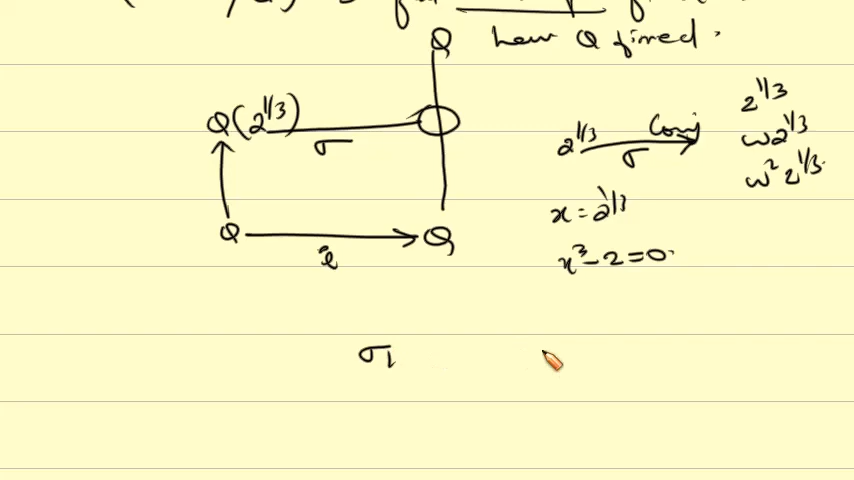 Q how Q fixed.
Q(2^{1/3}) σ
2^{1/3} Conj σ
2^{1/3}
ω2^{1/3}
ω^2 2^{1/3}.
Q i Q
x = 2^{1/3}
x^3 - 2 = 0.
σ_1